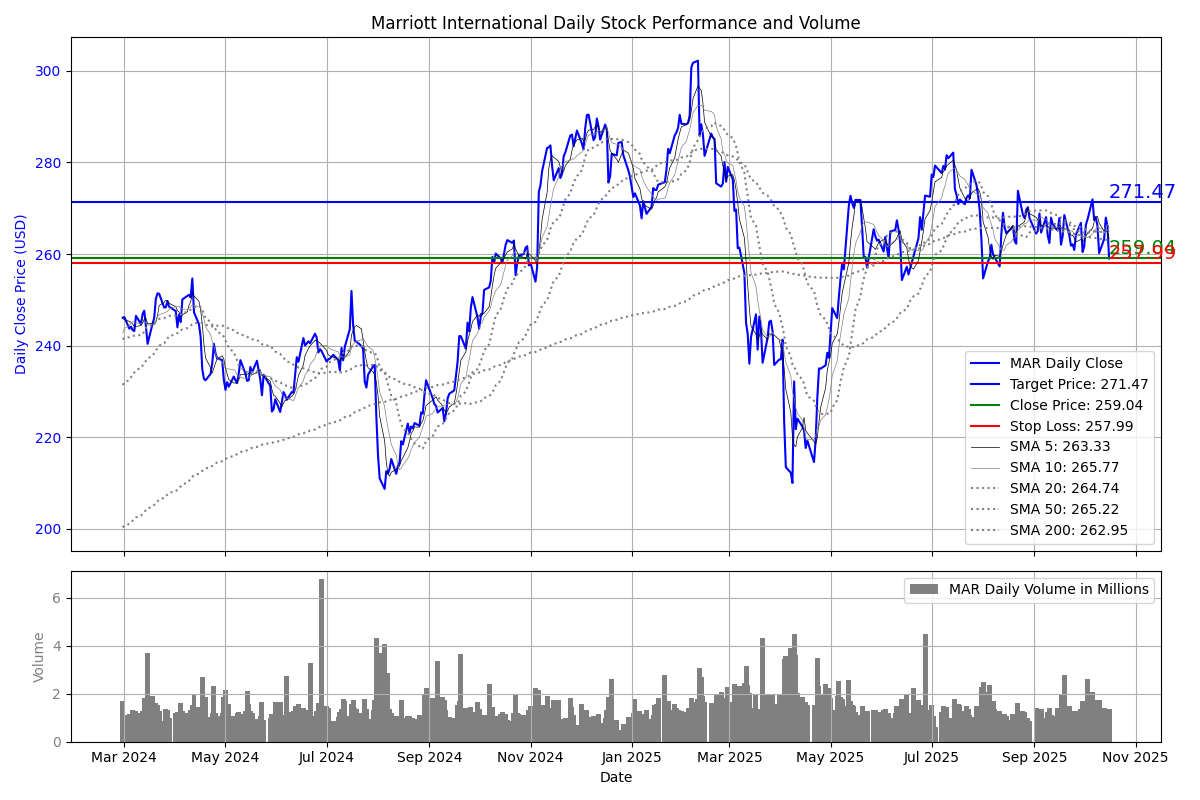 Marriott International Daily Stock Performance and Volume
Daily Close Price (USD)
300
280
260
240
220
200
271.47
259.04
257.99
MAR Daily Close
Target Price: 271.47
Close Price: 259.04
Stop Loss: 257.99
SMA 5: 263.33
SMA 10: 265.77
SMA 20: 264.74
SMA 50: 265.22
SMA 200: 262.95
Volume
6
4
2
0
MAR Daily Volume in Millions
Mar 2024 May 2024 Jul 2024 Sep 2024 Nov 2024 Jan 2025 Mar 2025 May 2025 Jul 2025 Sep 2025 Nov 2025
Date